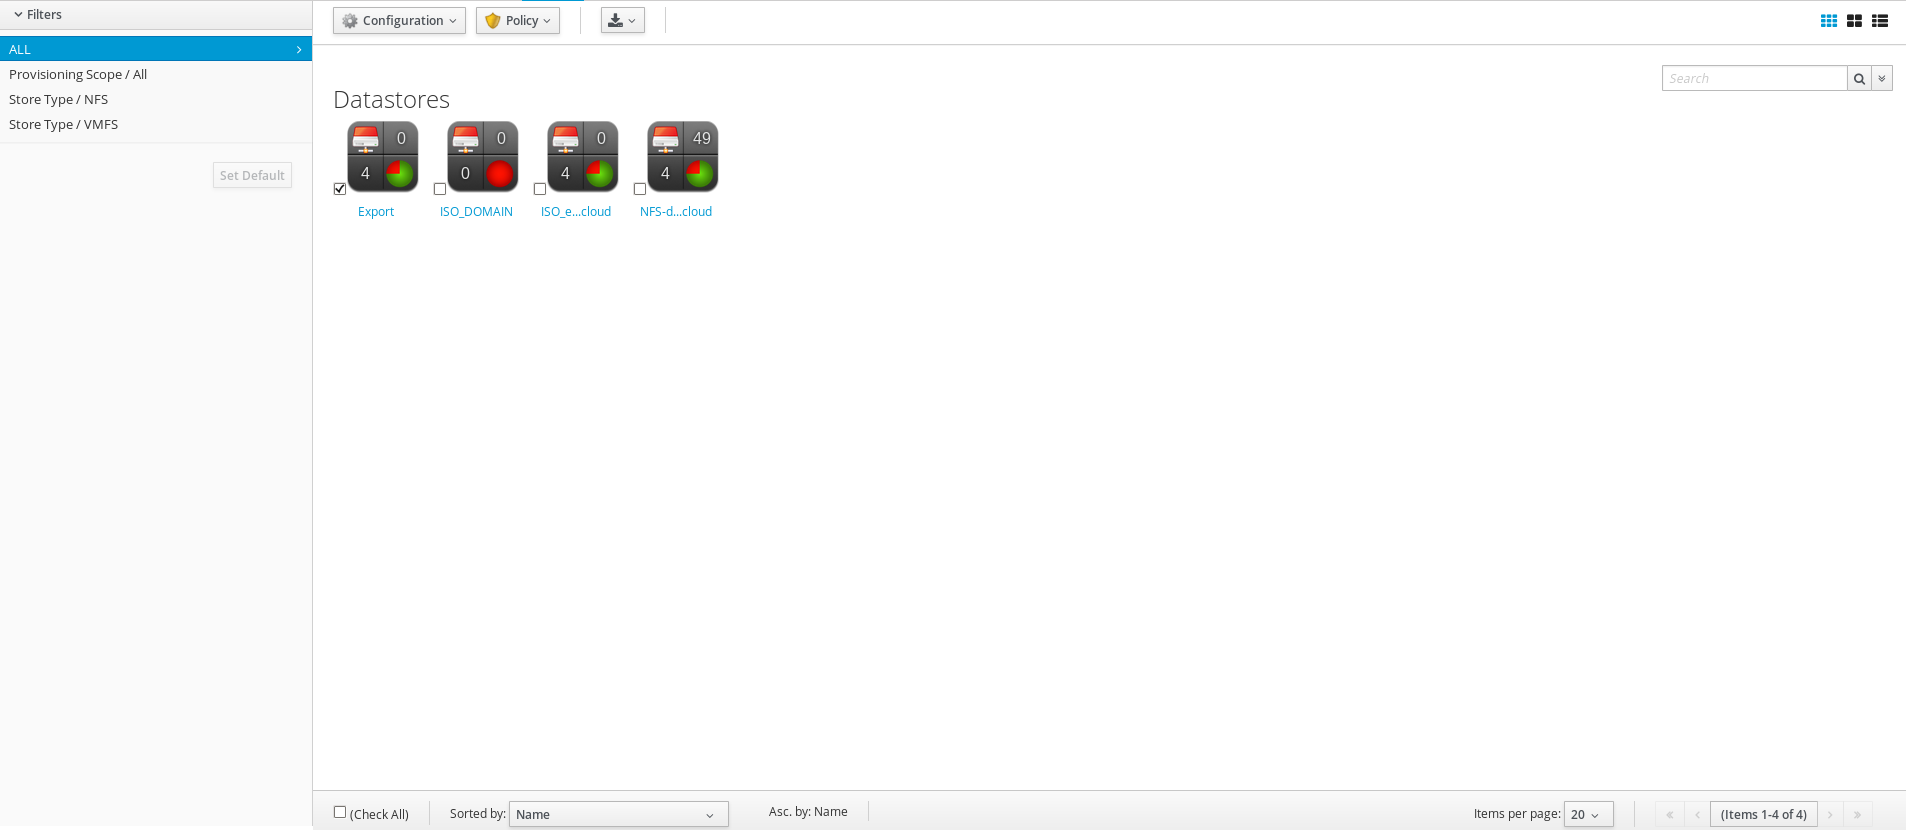 Filters
ALL
Provisioning Scope / All
Store Type / NFS
Store Type / VMFS
Set Default
Configuration
Policy
Search
Datastores
0 0 0 49
4 0 4 4
Export ISO_DOMAIN ISO_e...cloud NFS-d...cloud
(Check All) Sorted by: Name Asc. by: Name Items per page: 20 (Items 1-4 of 4)